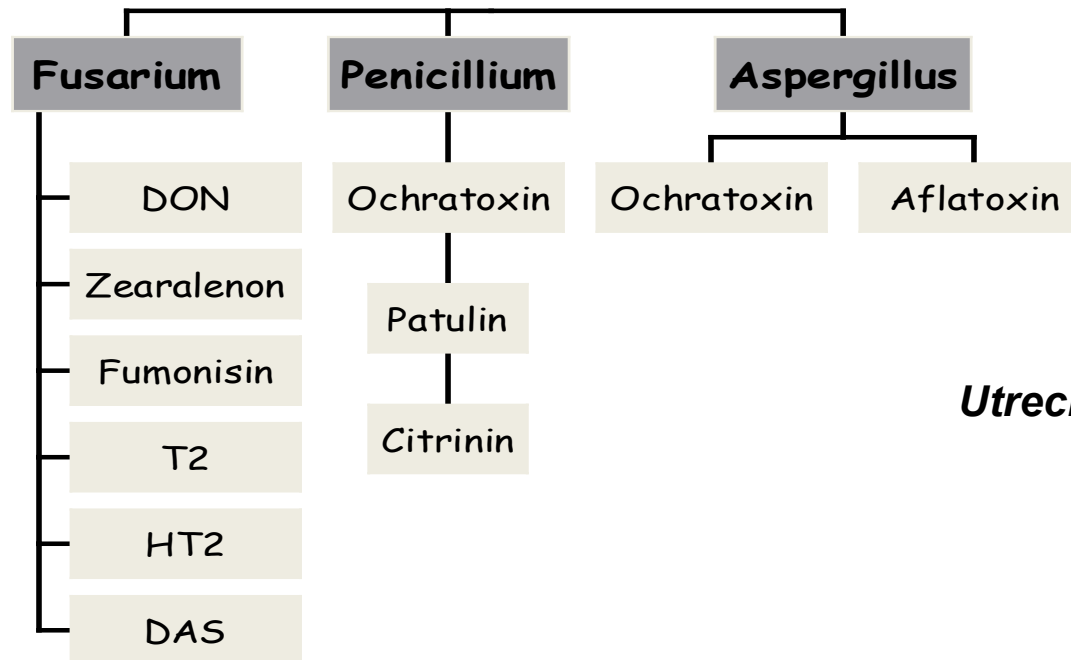 Fusarium
Penicillium
Aspergillus
DON
Zearalenon
Fumonisin
T2
HT2
DAS
Ochratoxin
Patulin
Citrinin
Ochratoxin
Aflatoxin